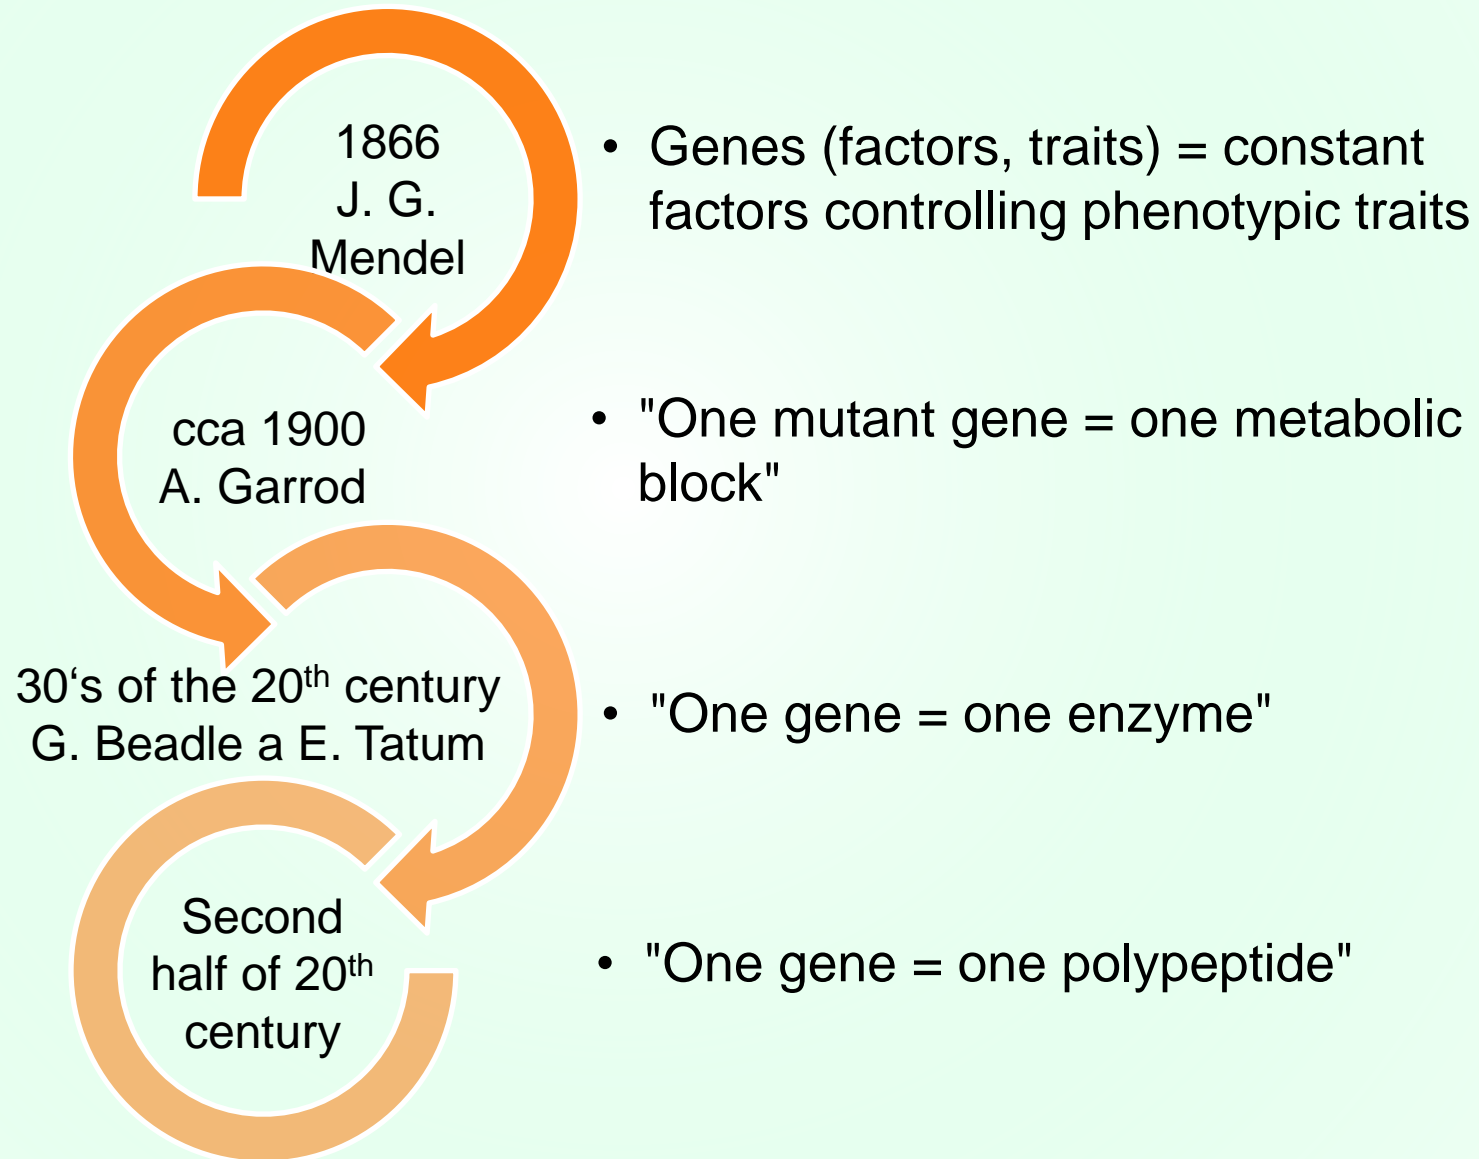 1866
J. G.
Mendel
• Genes (factors, traits) = constant
factors controlling phenotypic traits
cca 1900
A. Garrod
• "One mutant gene = one metabolic
block"
30‘s of the 20th century
G. Beadle a E. Tatum
• "One gene = one enzyme"
Second
half of 20th
century
• "One gene = one polypeptide"